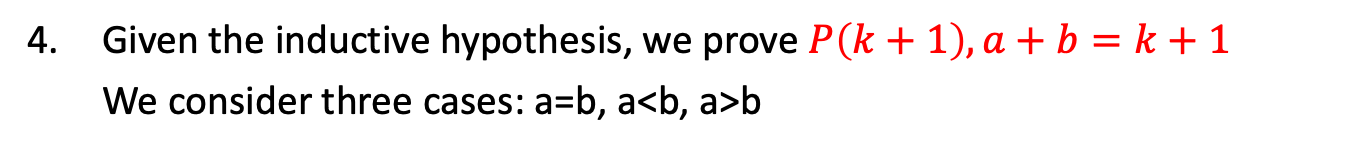 4. Given the inductive hypothesis, we prove P(k + 1), a + b = k + 1
We consider three cases: a=b, a<b, a>b